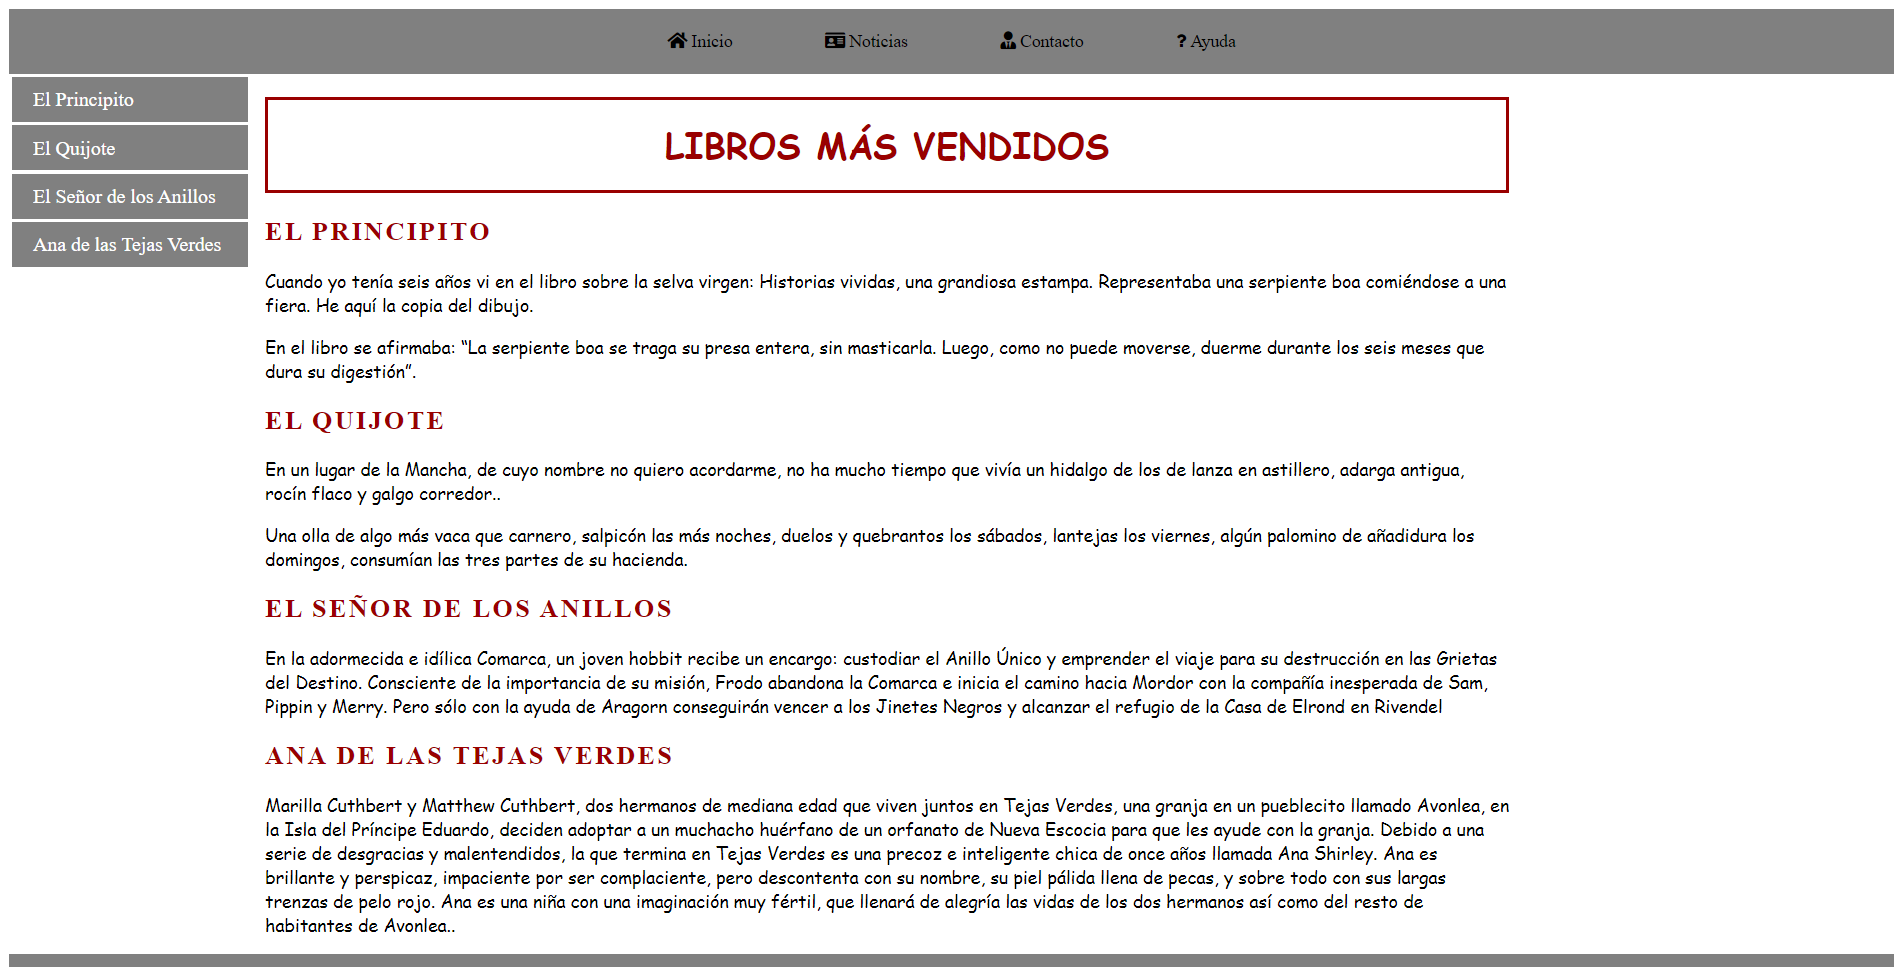 Inicio Noticias Contacto ? Ayuda
El Principito
El Quijote
El Señor de los Anillos
Ana de las Tejas Verdes
LIBROS MÁS VENDIDOS
EL PRINCIPITO
Cuando yo tenía seis años vi en el libro sobre la selva virgen: Historias vividas, una grandiosa estampa. Representaba una serpiente boa comiéndose a una
fiera. He aquí la copia del dibujo.
En el libro se afirmaba: “La serpiente boa se traga su presa entera, sin masticarla. Luego, como no puede moverse, duerme durante los seis meses que
dura su digestión”.
EL QUIJOTE
En un lugar de la Mancha, de cuyo nombre no quiero acordarme, no ha mucho tiempo que vivía un hidalgo de los de lanza en astillero, adarga antigua,
rocín flaco y galgo corredor..
Una olla de algo más vaca que carnero, salpicón las más noches, duelos y quebrantos los sábados, lantejas los viernes, algún palomino de añadidura los
domingos, consumían las tres partes de su hacienda.
EL SEÑOR DE LOS ANILLOS
En la adormecida e idílica Comarca, un joven hobbit recibe un encargo: custodiar el Anillo Único y emprender el viaje para su destrucción en las Grietas
del Destino. Consciente de la importancia de su misión, Frodo abandona la Comarca e inicia el camino hacia Mordor con la compañía inesperada de Sam,
Pippin y Merry. Pero sólo con la ayuda de Aragorn conseguirán vencer a los Jinetes Negros y alcanzar el refugio de la Casa de Elrond en Rivendel
ANA DE LAS TEJAS VERDES
Marilla Cuthbert y Matthew Cuthbert, dos hermanos de mediana edad que viven juntos en Tejas Verdes, una granja en un pueblecito llamado Avonlea, en
la Isla del Príncipe Eduardo, deciden adoptar a un muchacho huérfano de un orfanato de Nueva Escocia para que les ayude con la granja. Debido a una
serie de desgracias y malentendidos, la que termina en Tejas Verdes es una precoz e inteligente chica de once años llamada Ana Shirley. Ana es
brillante y perspicaz, impaciente por ser complaciente, pero descontenta con su nombre, su piel pálida llena de pecas, y sobre todo con sus largas
trenzas de pelo rojo. Ana es una niña con una imaginación muy fértil, que llenará de alegría las vidas de los dos hermanos así como del resto de
habitantes de Avonlea..